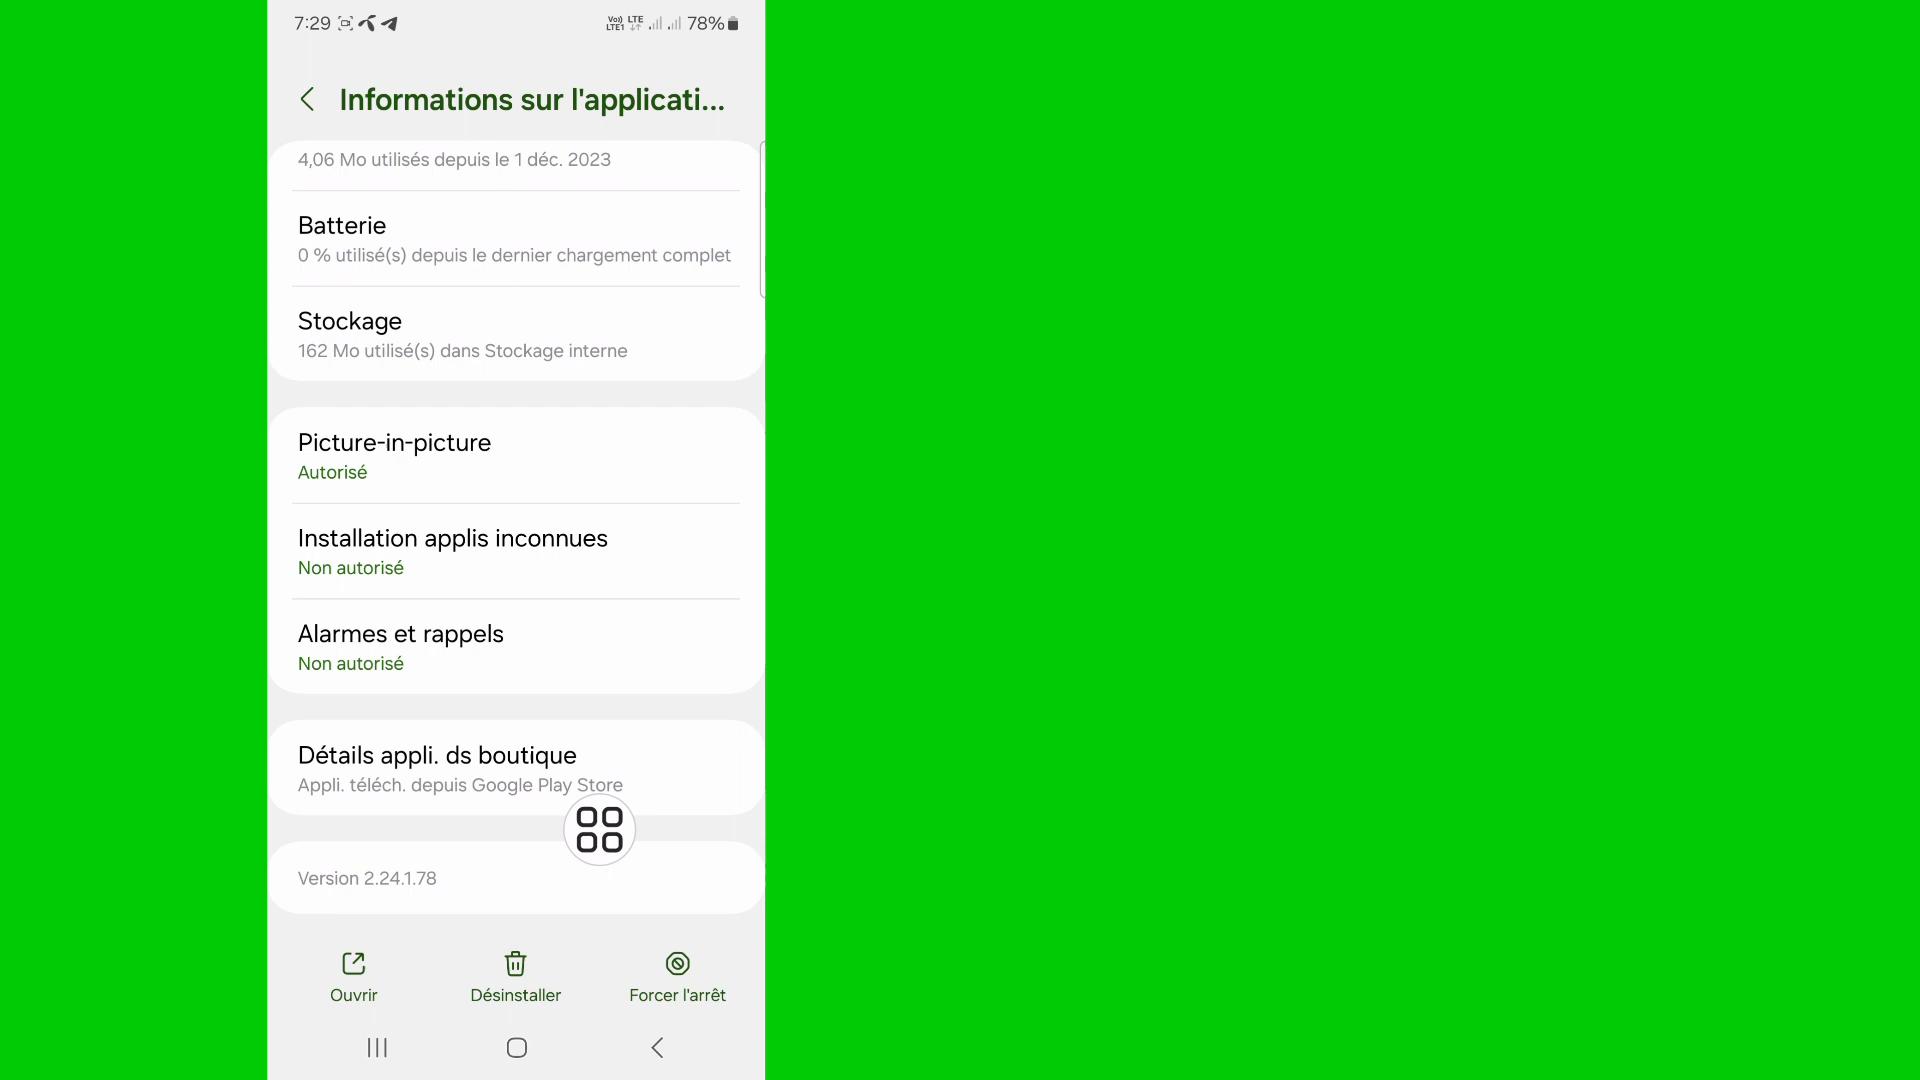 7:29 Vo) LTE1 LTE 78%
Informations sur l'applicati...
4,06 Mo utilisés depuis le 1 déc. 2023
Batterie
0 % utilisé(s) depuis le dernier chargement complet
Stockage
162 Mo utilisé(s) dans Stockage interne
Picture-in-picture
Autorisé
Installation applis inconnues
Non autorisé
Alarmes et rappels
Non autorisé
Détails appli. ds boutique
Appli. téléch. depuis Google Play Store
Version 2.24.1.78
Ouvrir Désinstaller Forcer l'arrêt